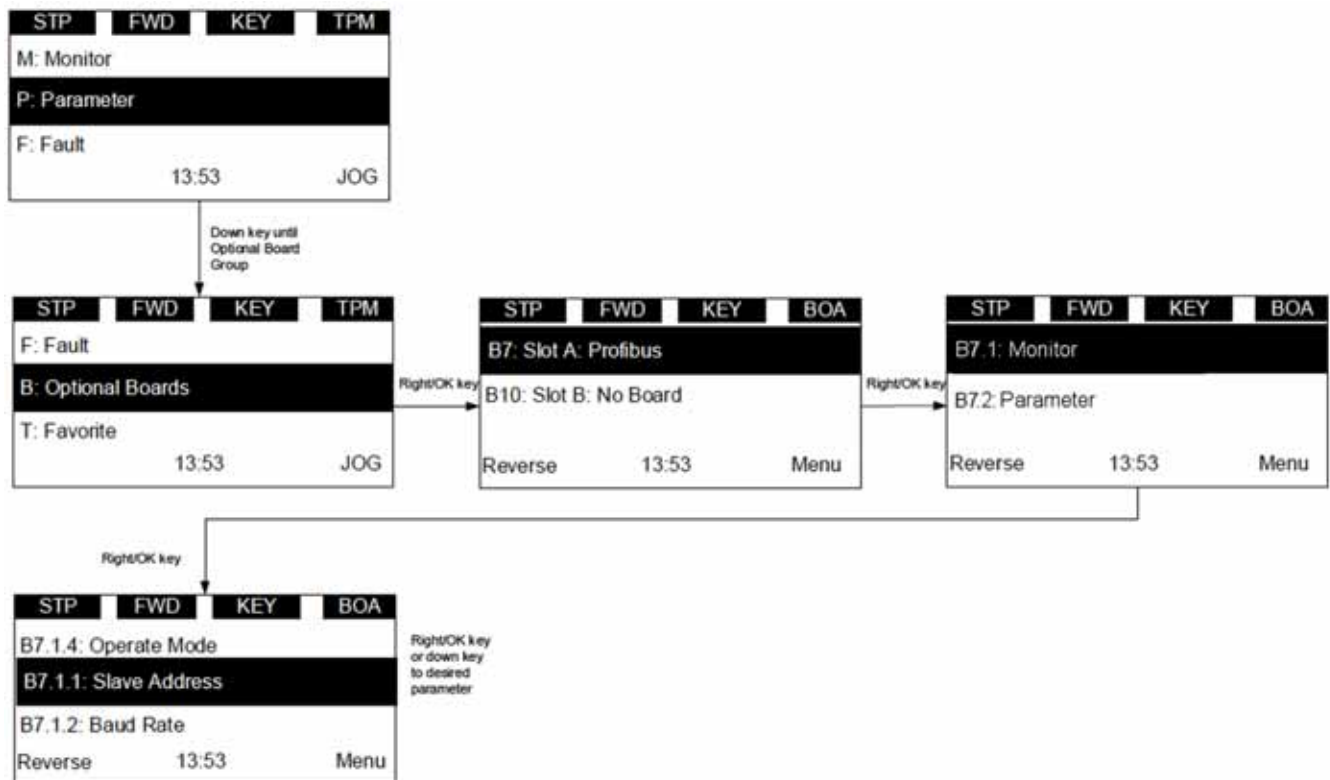 STP FWD KEY TPM
M: Monitor
P: Parameter
F: Fault
13:53 JOG
Down key until
Optional Board
Group
STP FWD KEY TPM
F: Fault
B: Optional Boards
T: Favorite
13:53 JOG
Right/OK key
STP FWD KEY BOA
B7: Slot A: Profibus
B10: Slot B: No Board
Reverse 13:53 Menu
Right/OK key
STP FWD KEY BOA
B7.1: Monitor
B7.2: Parameter
Reverse 13:53 Menu
Right/OK key
STP FWD KEY BOA
B7.1.4: Operate Mode
B7.1.1: Slave Address
B7.1.2: Baud Rate
Reverse 13:53 Menu
Right/OK key
or down key
to desired
parameter